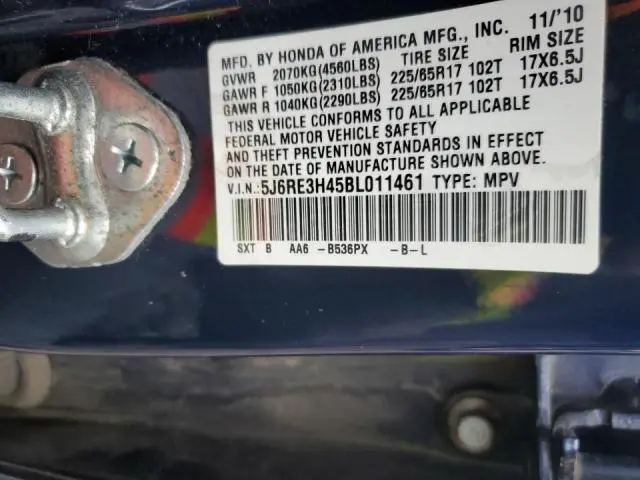 MFD. BY HONDA OF AMERICA MFG., INC. 11/'10
GVWR 2070KG(4560LBS) TIRE SIZE RIM SIZE
GAWR F 1050KG(2310LBS) 225/65R17 102T 17X6.5J
GAWR R 1040KG(2290LBS) 225/65R17 102T 17X6.5J
THIS VEHICLE CONFORMS TO ALL APPLICABLE
FEDERAL MOTOR VEHICLE SAFETY
AND THEFT PREVENTION STANDARDS IN EFFECT
ON THE DATE OF MANUFACTURE SHOWN ABOVE.
V.I.N.:5J6RE3H45BL011461 TYPE: MPV
SXT B AA6 -B536PX -B-L